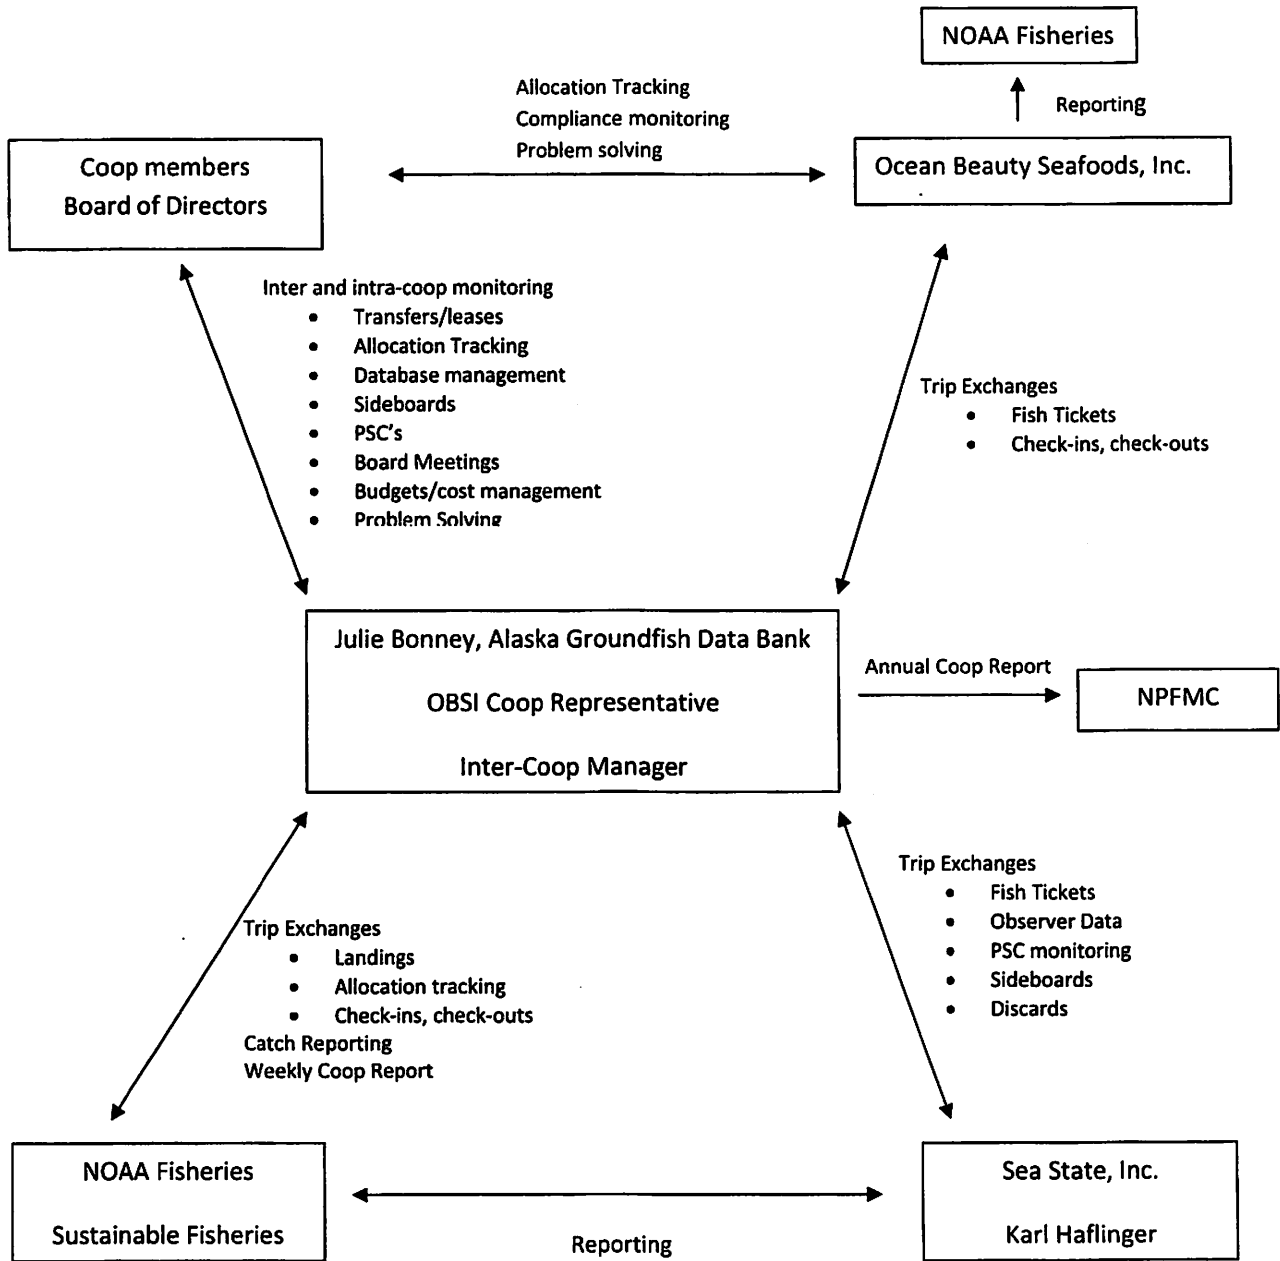 NOAA Fisheries
Reporting
Allocation Tracking
Compliance monitoring
Problem solving
Coop members
Board of Directors
Ocean Beauty Seafoods, Inc.
Inter and intra-coop monitoring
• Transfers/leases
• Allocation Tracking
• Database management
• Sideboards
• PSC's
• Board Meetings
• Budgets/cost management
• Problem Solving
Trip Exchanges
• Fish Tickets
• Check-ins, check-outs
Julie Bonney, Alaska Groundfish Data Bank
OBSI Coop Representative
Inter-Coop Manager
Annual Coop Report
NPFMC
Trip Exchanges
• Landings
• Allocation tracking
• Check-ins, check-outs
Catch Reporting
Weekly Coop Report
Trip Exchanges
• Fish Tickets
• Observer Data
• PSC monitoring
• Sideboards
• Discards
NOAA Fisheries
Sustainable Fisheries
Reporting
Sea State, Inc.
Karl Haflinger